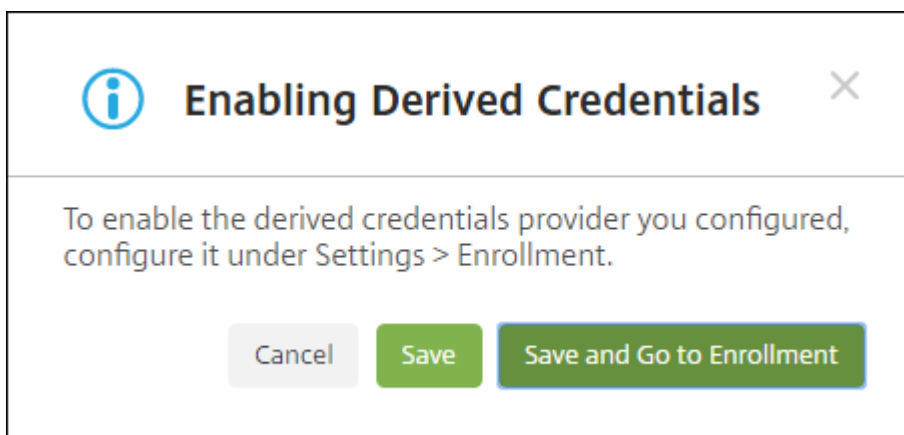 Enabling Derived Credentials
To enable the derived credentials provider you configured,
configure it under Settings > Enrollment.
Cancel
Save
Save and Go to Enrollment